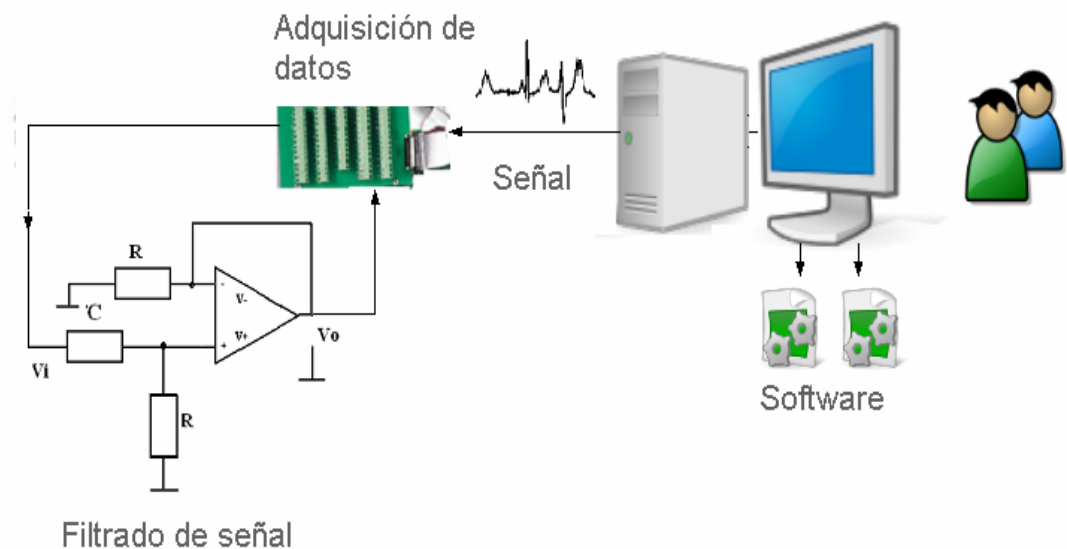 Adquisición de
datos
Señal
R
C
V-
V+
Vi
Vo
R
Software
Filtrado de señal